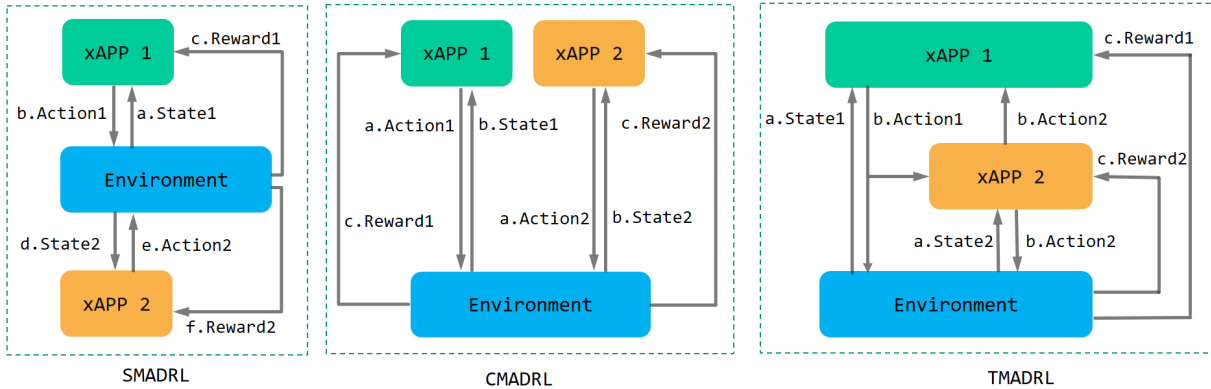 xAPP 1
c.Reward1
b.Action1
a.State1
Environment
d.State2
e.Action2
xAPP 2
f.Reward2
SMADRL
xAPP 1
xAPP 2
a.Action1
b.State1
c.Reward2
c.Reward1
a.Action2
b.State2
Environment
CMADRL
xAPP 1
c.Reward1
a.State1
b.Action1
b.Action2
xAPP 2
c.Reward2
a.State2
b.Action2
Environment
TMADRL